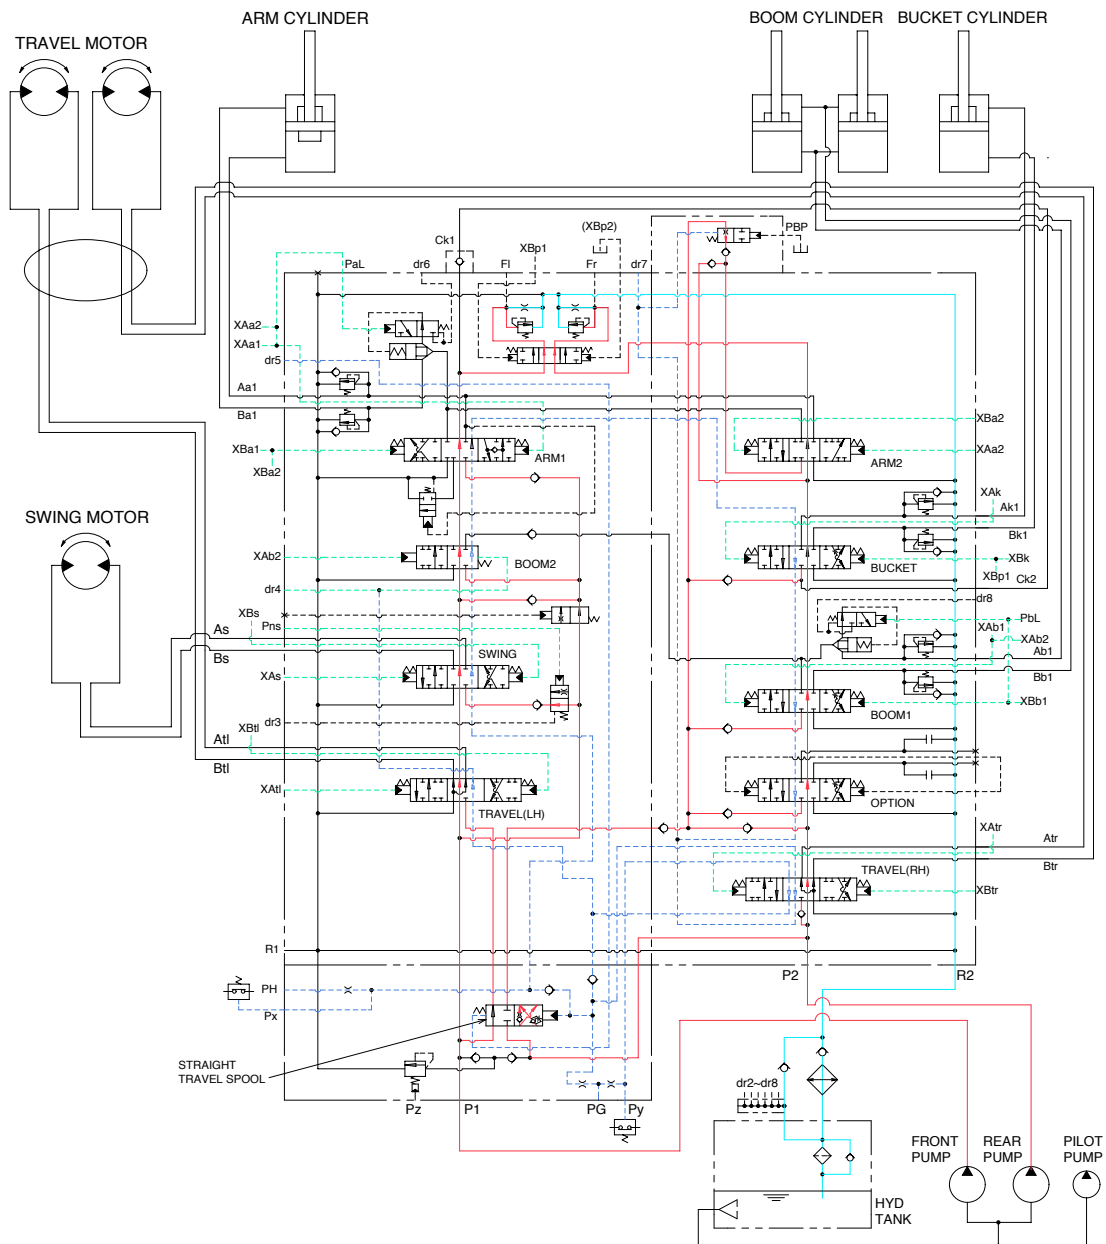 ARM CYLINDER
BOOM CYLINDER
BUCKET CYLINDER
TRAVEL MOTOR
(XBp2)
PBP
Ck1
XBp1
PaL
dr6
Fl
Fr
dr7
XAa2
XAa1
dr5
Aa1
Ba1
XBa1
XBa2
ARM1
XBa2
XAa2
ARM2
XAk
Ak1
Bk1
XBk
XBp1
Ck2
BUCKET
SWING MOTOR
XAb2
BOOM2
dr4
dr8
XBs
Pns
PbL
XAb1
XAb2
As
Bs
SWING
Ab1
Bb1
XAs
XBb1
BOOM1
dr3
XBtl
Atl
Btl
XAtl
TRAVEL(LH)
OPTION
XAtr
Atr
Btr
TRAVEL(RH)
XBtr
R1
P2
R2
PH
Px
STRAIGHT
TRAVEL SPOOL
dr2~dr8
Pz
P1
PG
Py
FRONT
PUMP
REAR
PUMP
PILOT
PUMP
HYD
TANK